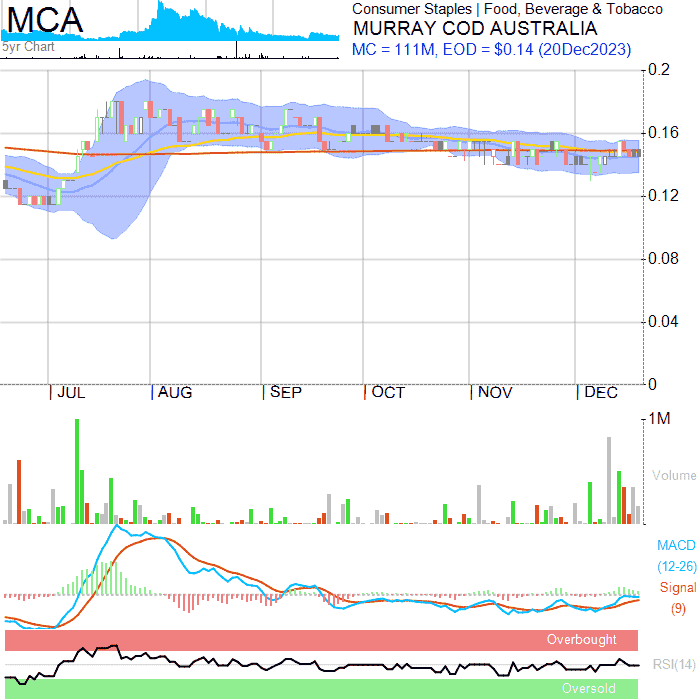 MCA
5yr Chart
Consumer Staples | Food, Beverage & Tobacco
MURRAY COD AUSTRALIA
MC = 111M, EOD = $0.14 (20Dec2023)
0.2
0.16
0.12
0.08
0.04
0
JUL AUG SEP OCT NOV DEC
1M
Volume
MACD
(12-26)
Signal
(9)
Overbought
RSI(14)
Oversold